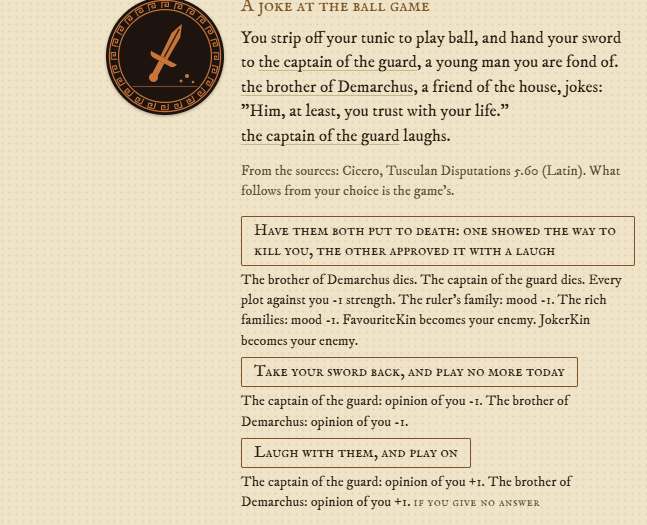 A joke at the ball game
You strip off your tunic to play ball, and hand your sword
to the captain of the guard, a young man you are fond of.
the brother of Demarchus, a friend of the house, jokes:
”Him, at least, you trust with your life.”
the captain of the guard laughs.
From the sources: Cicero, Tusculan Disputations 5.60 (Latin). What
follows from your choice is the game's.
Have them both put to death: one showed the way to
kill you, the other approved it with a laugh
The brother of Demarchus dies. The captain of the guard dies. Every
plot against you -1 strength. The ruler's family: mood -1. The rich
families: mood -1. FavouriteKin becomes your enemy. JokerKin
becomes your enemy.
Take your sword back, and play no more today
The captain of the guard: opinion of you -1. The brother of
Demarchus: opinion of you -1.
Laugh with them, and play on
The captain of the guard: opinion of you +1. The brother of
Demarchus: opinion of you +1. if you give no answer